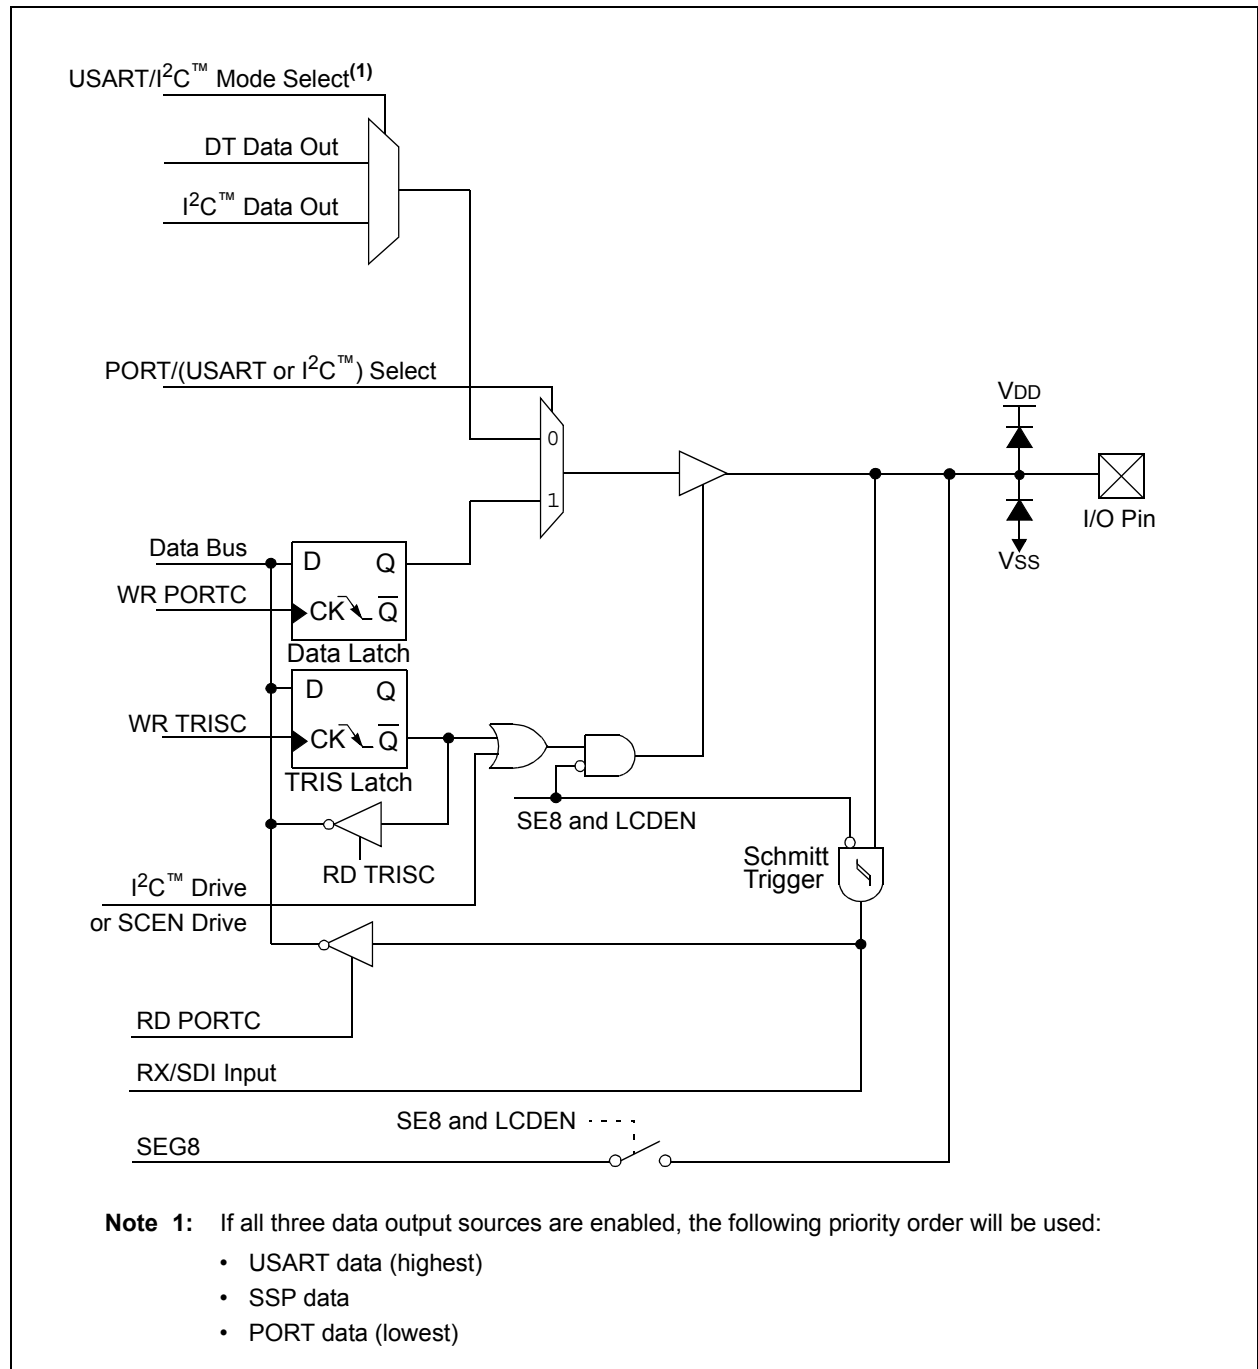 USART/I²C™ Mode Select(1)
DT Data Out
I²C™ Data Out
PORT/(USART or I²C™) Select
0
1
VDD
I/O Pin
VSS
Data Bus
D Q
WR PORTC
CK Q̅
Data Latch
D Q
WR TRISC
CK Q̅
TRIS Latch
SE8 and LCDEN
RD TRISC
Schmitt
Trigger
I²C™ Drive
or SCEN Drive
RD PORTC
RX/SDI Input
SE8 and LCDEN
SEG8
Note 1: If all three data output sources are enabled, the following priority order will be used:
• USART data (highest)
• SSP data
• PORT data (lowest)